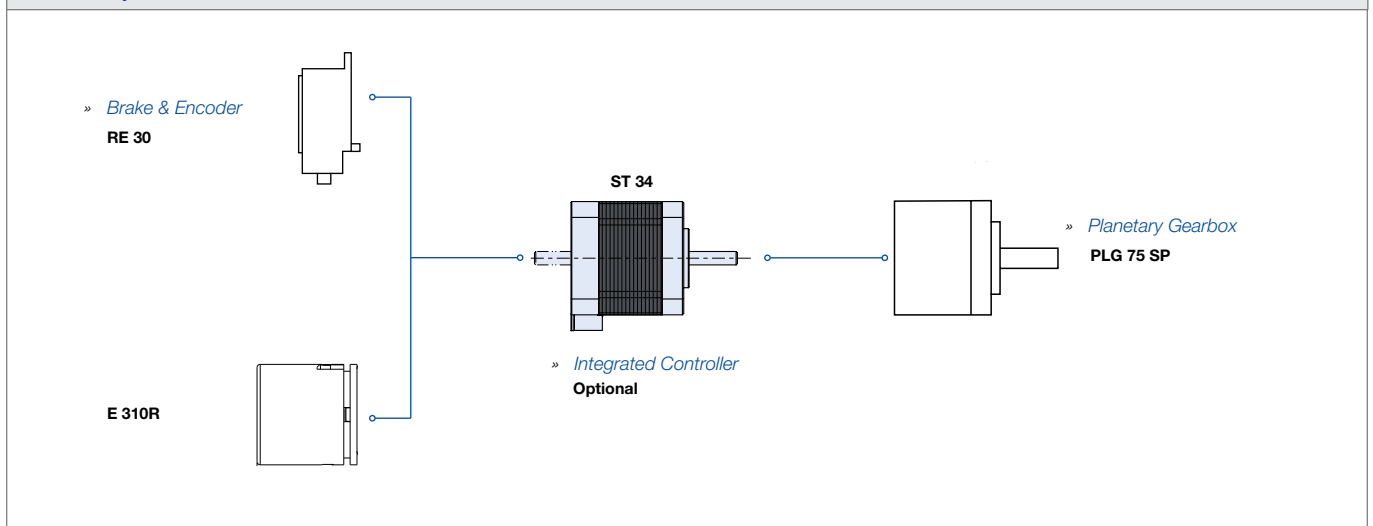 » Brake & Encoder
RE 30
ST 34
» Planetary Gearbox
PLG 75 SP
» Integrated Controller
Optional
E 310R